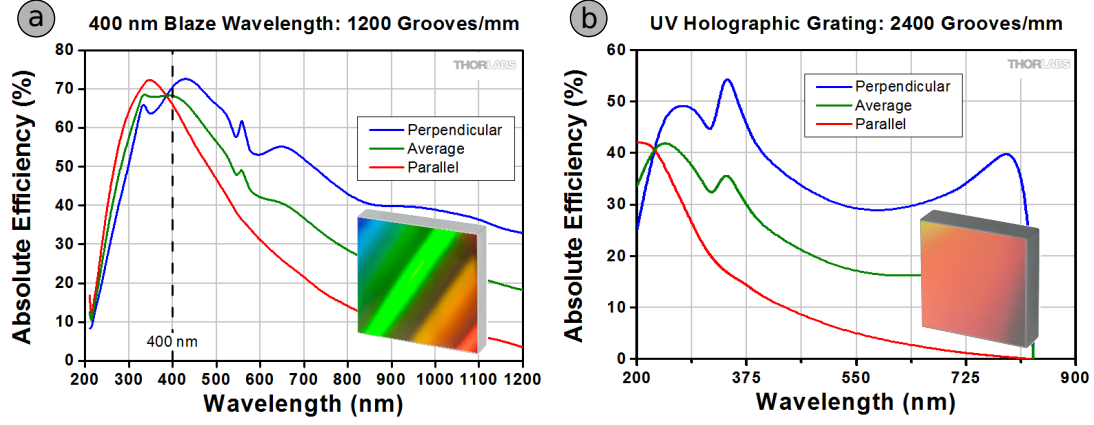 a
400 nm Blaze Wavelength: 1200 Grooves/mm
Absolute Efficiency (%)
80
70
60
50
40
30
20
10
0
THORLABS
Perpendicular
Average
Parallel
400 nm
200 300 400 500 600 700 800 900 1000 1100 1200
Wavelength (nm)
b
UV Holographic Grating: 2400 Grooves/mm
Absolute Efficiency (%)
60
50
40
30
20
10
0
THORLABS
Perpendicular
Average
Parallel
200 375 550 725 900
Wavelength (nm)